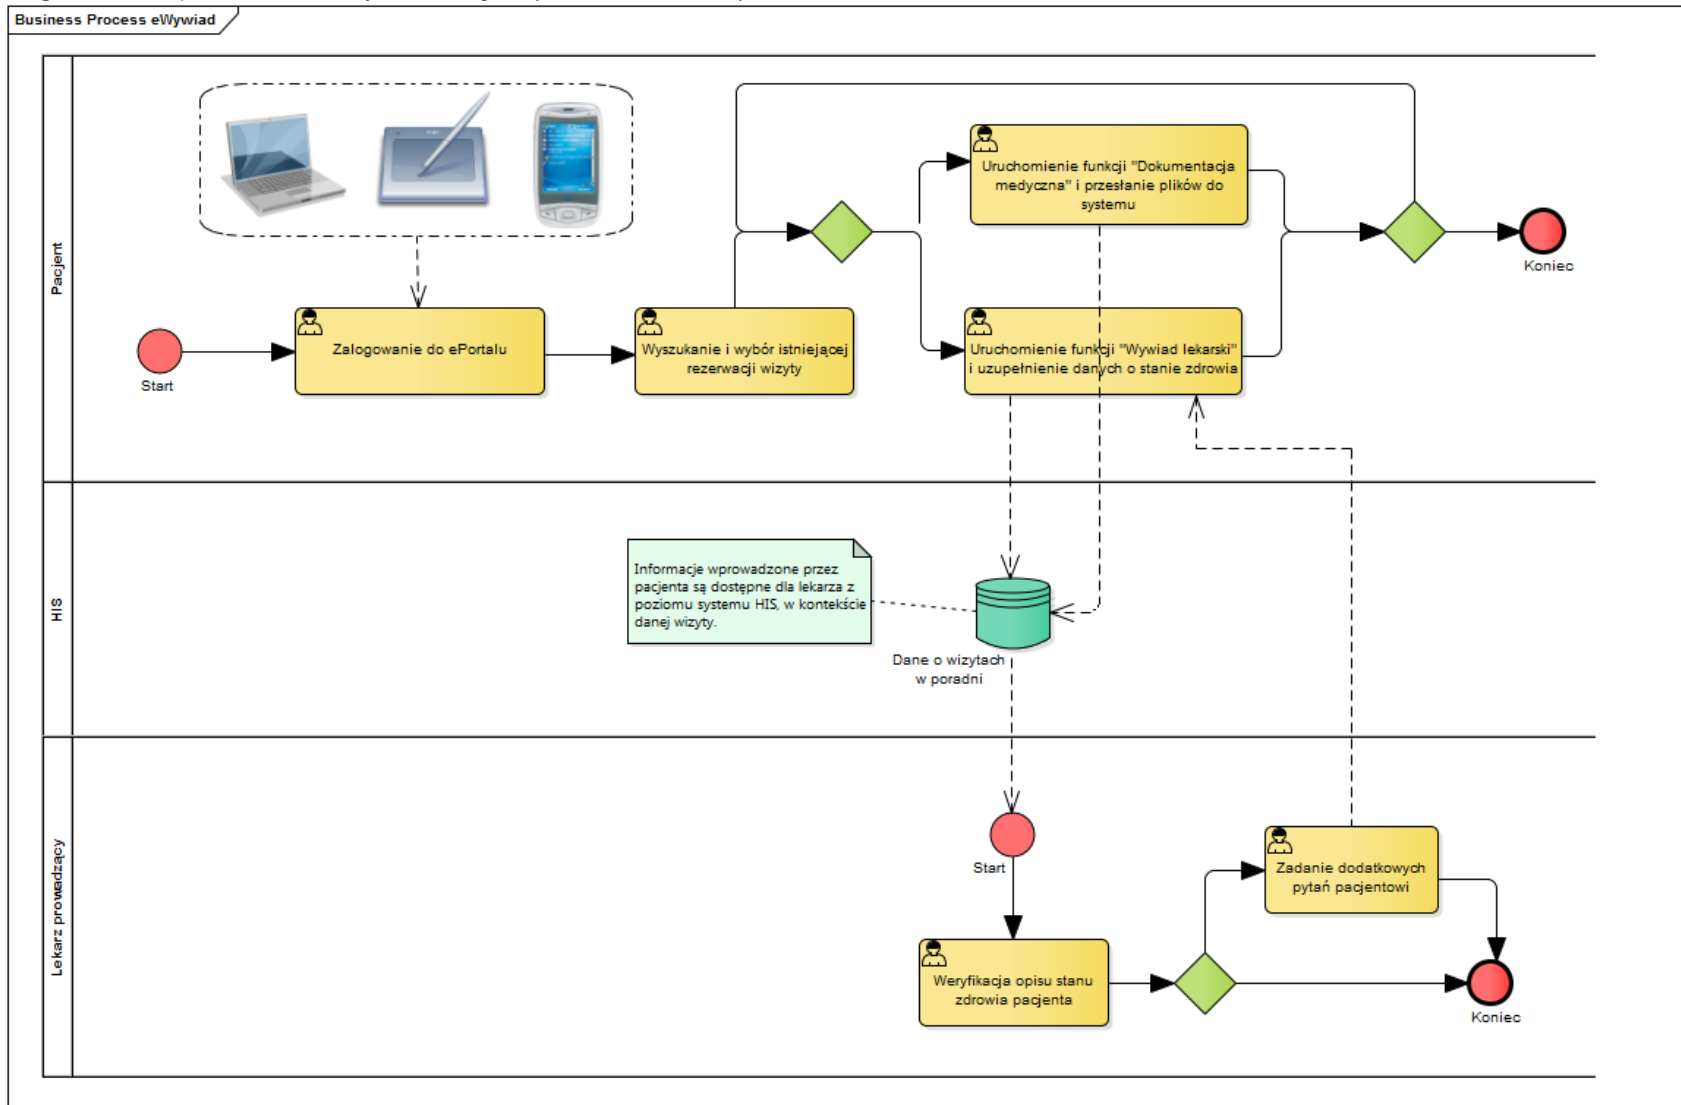 Business Process eWywiad
Pacjent
Uruchomienie funkcji "Dokumentacja
medyczna" i przesłanie plików do
systemu
Koniec
Zalogowanie do ePortalu
Wyszukanie i wybór istniejącej
rezerwacji wizyty
Uruchomienie funkcji "Wywiad lekarski"
i uzupełnienie danych o stanie zdrowia
Start
HIS
Informacje wprowadzone przez
pacjenta są dostępne dla lekarza z
poziomu systemu HIS, w kontekście
danej wizyty.
Dane o wizytach
w poradni
Lekarz prowadzący
Start
Zadanie dodatkowych
pytań pacjentowi
Weryfikacja opisu stanu
zdrowia pacjenta
Koniec